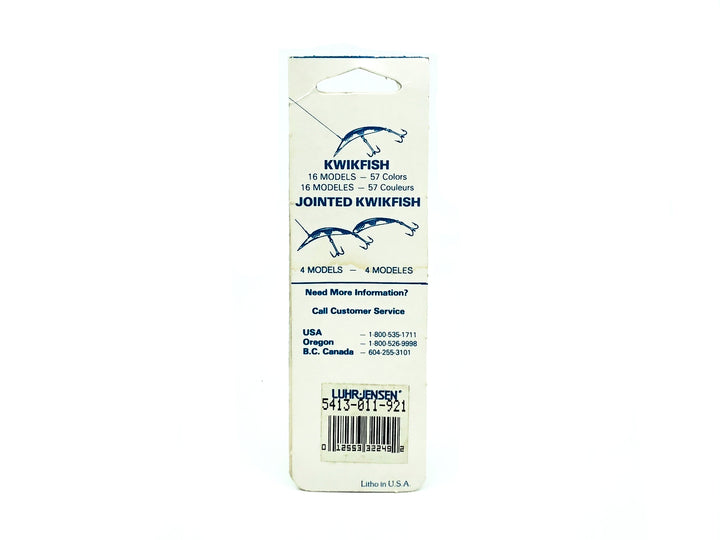 KWIKFISH
16 MODELS — 57 Colors
16 MODELES — 57 Couleurs
JOINTED KWIKFISH
4 MODELS — 4 MODELES
Need More Information?
Call Customer Service
USA — 1-800-535-1711
Oregon — 1-800-526-9998
B.C. Canada — 604-255-3101
LUHR-JENSEN
5413-011-921
0 12553 32249 2
Litho in U.S.A.